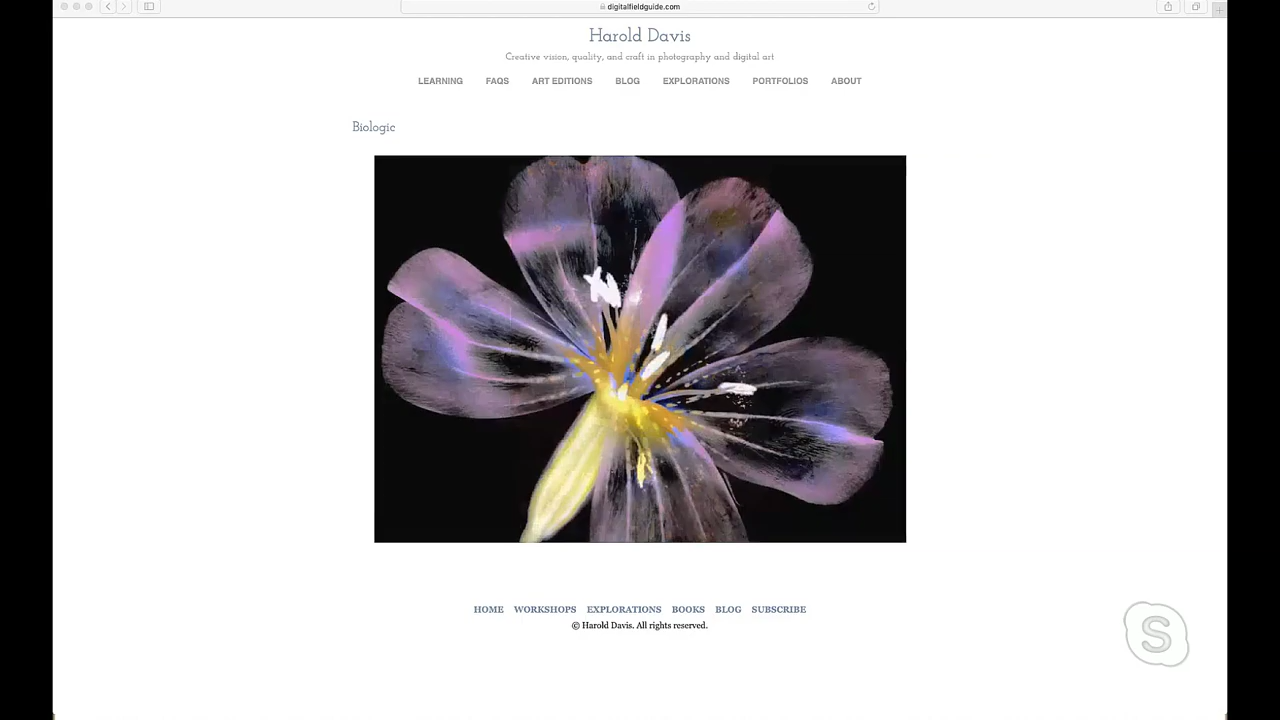 digitalfieldguide.com
Harold Davis
Creative vision, quality, and craft in photography and digital art
LEARNING FAQS ART EDITIONS BLOG EXPLORATIONS PORTFOLIOS ABOUT
Biologic
HOME WORKSHOPS EXPLORATIONS BOOKS BLOG SUBSCRIBE
© Harold Davis. All rights reserved.
S